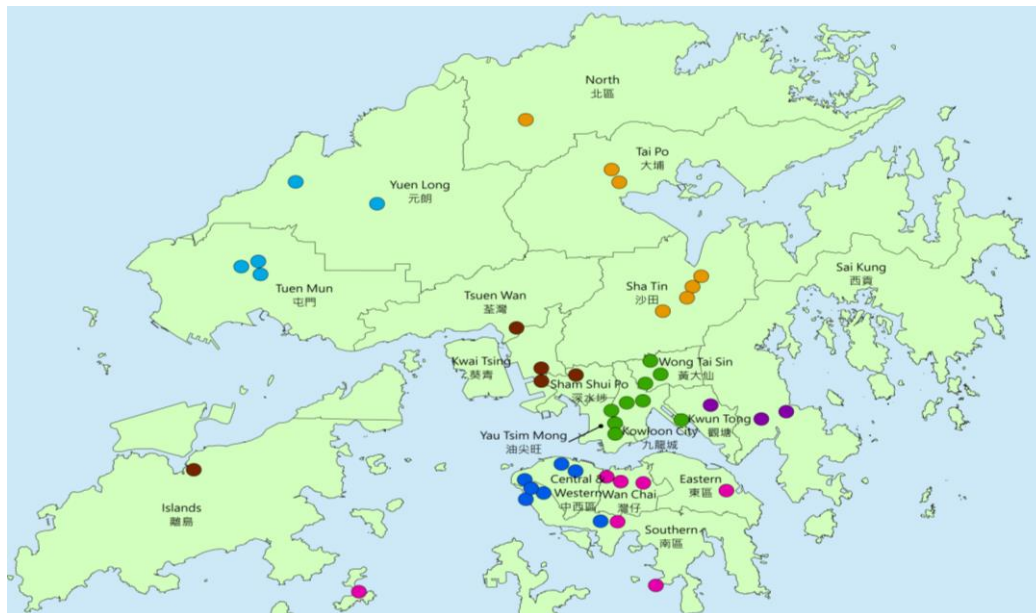 North
北區
Tai Po
大埔
Yuen Long
元朗
Sai Kung
西貢
Tuen Mun
屯門
Sha Tin
沙田
Tsuen Wan
荃灣
Kwai Tsing
葵青
Wong Tai Sin
黃大仙
Sham Shui Po
深水埗
Kwun Tong
觀塘
Yau Tsim Mong
油尖旺
Kowloon City
九龍城
Central &
Western
中西區
Wan Chai
灣仔
Eastern
東區
Islands
離島
Southern
南區